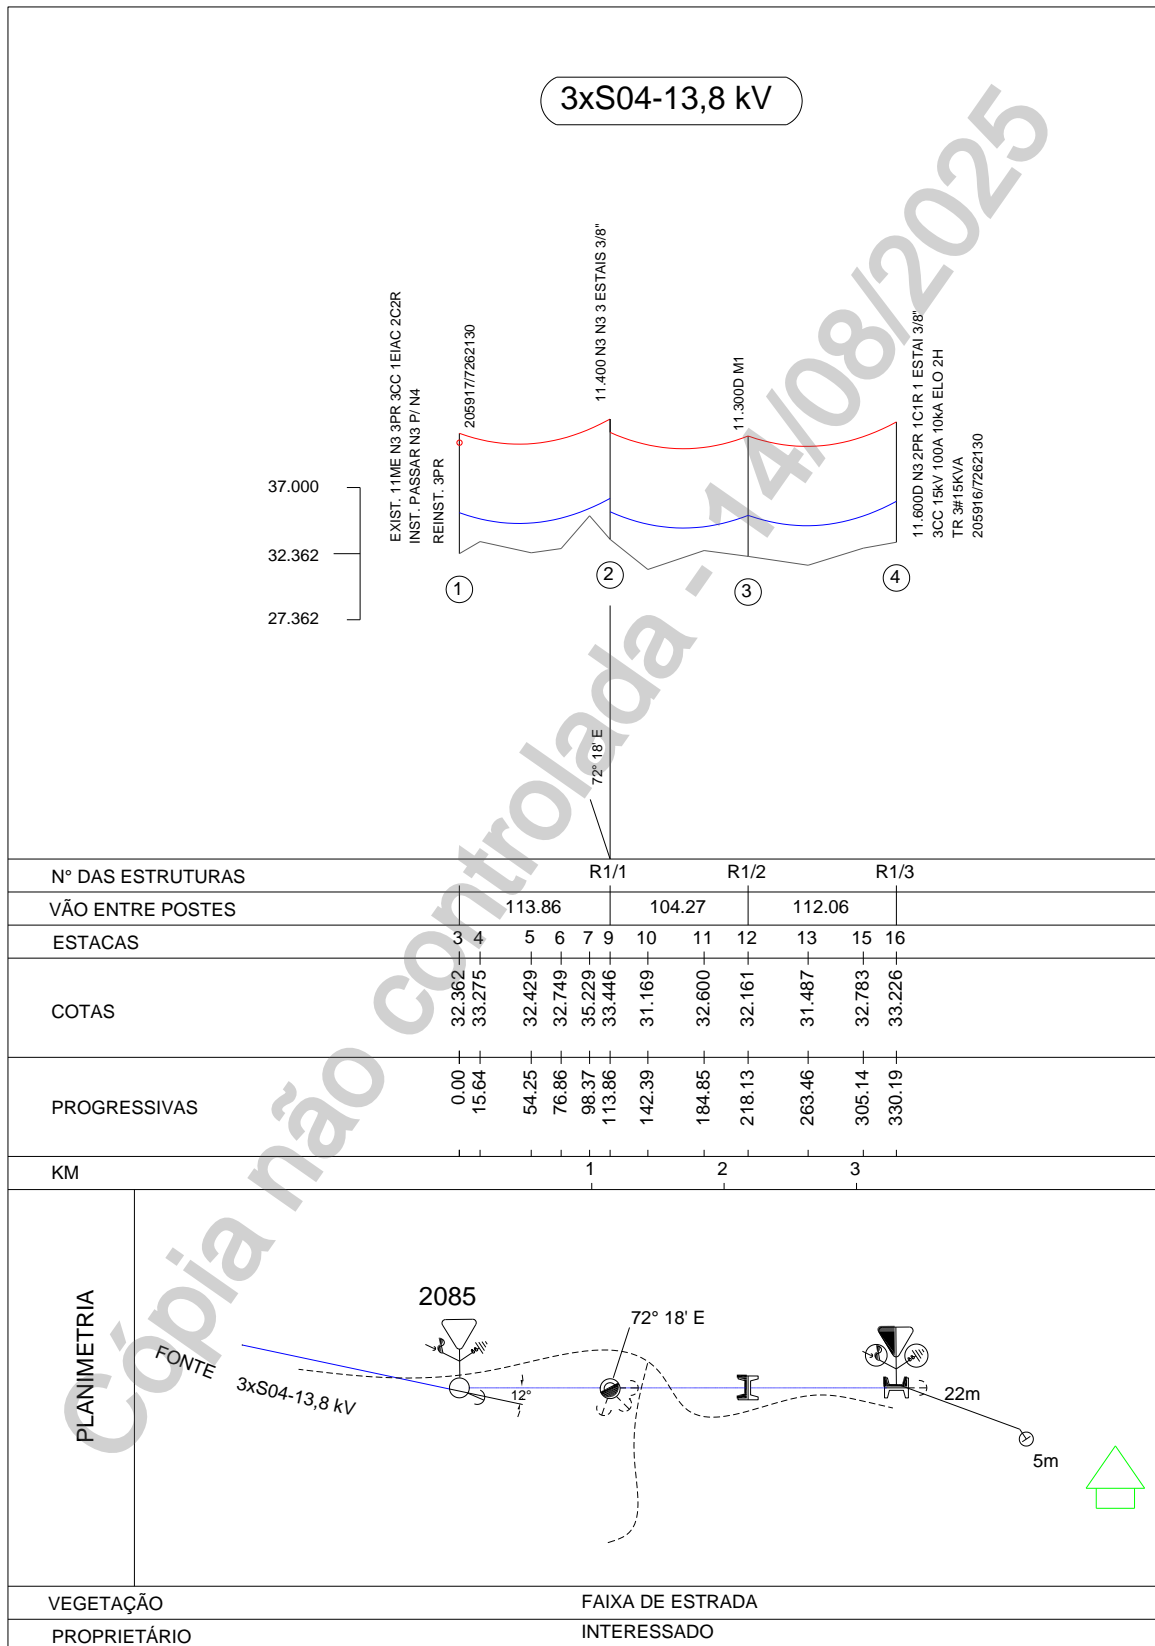 3xS04-13,8 kV
EXIST. 11ME N3 3PR 3CC 1EIAC 2C2R
INST. PASSAR N3 P/ N4
REINST. 3PR
205917/7262130
11.400 N3 N3 3 ESTAIS 3/8"
11.300D M1
11.600D N3 2PR 1C1R 1 ESTAI 3/8"
3CC 15kV 100A 10kA ELO 2H
TR 3#15KVA
205916/7262130
37.000
32.362
27.362
1
2
3
4
72° 18' E
N° DAS ESTRUTURAS R1/1 R1/2 R1/3
VÃO ENTRE POSTES 113.86 104.27 112.06
ESTACAS 3 4 5 6 7 9 10 11 12 13 15 16
COTAS 32.362 33.275 32.429 32.749 35.229 33.446 31.169 32.600 32.161 31.487 32.783 33.226
PROGRESSIVAS 0.00 15.64 54.25 76.86 98.37 113.86 142.39 184.85 218.13 263.46 305.14 330.19
KM 1 2 3
PLANIMETRIA
2085
72° 18' E
FONTE
3xS04-13,8 kV
12°
22m
5m
VEGETAÇÃO FAIXA DE ESTRADA
PROPRIETÁRIO INTERESSADO
Cópia não controlada - 14/08/2025